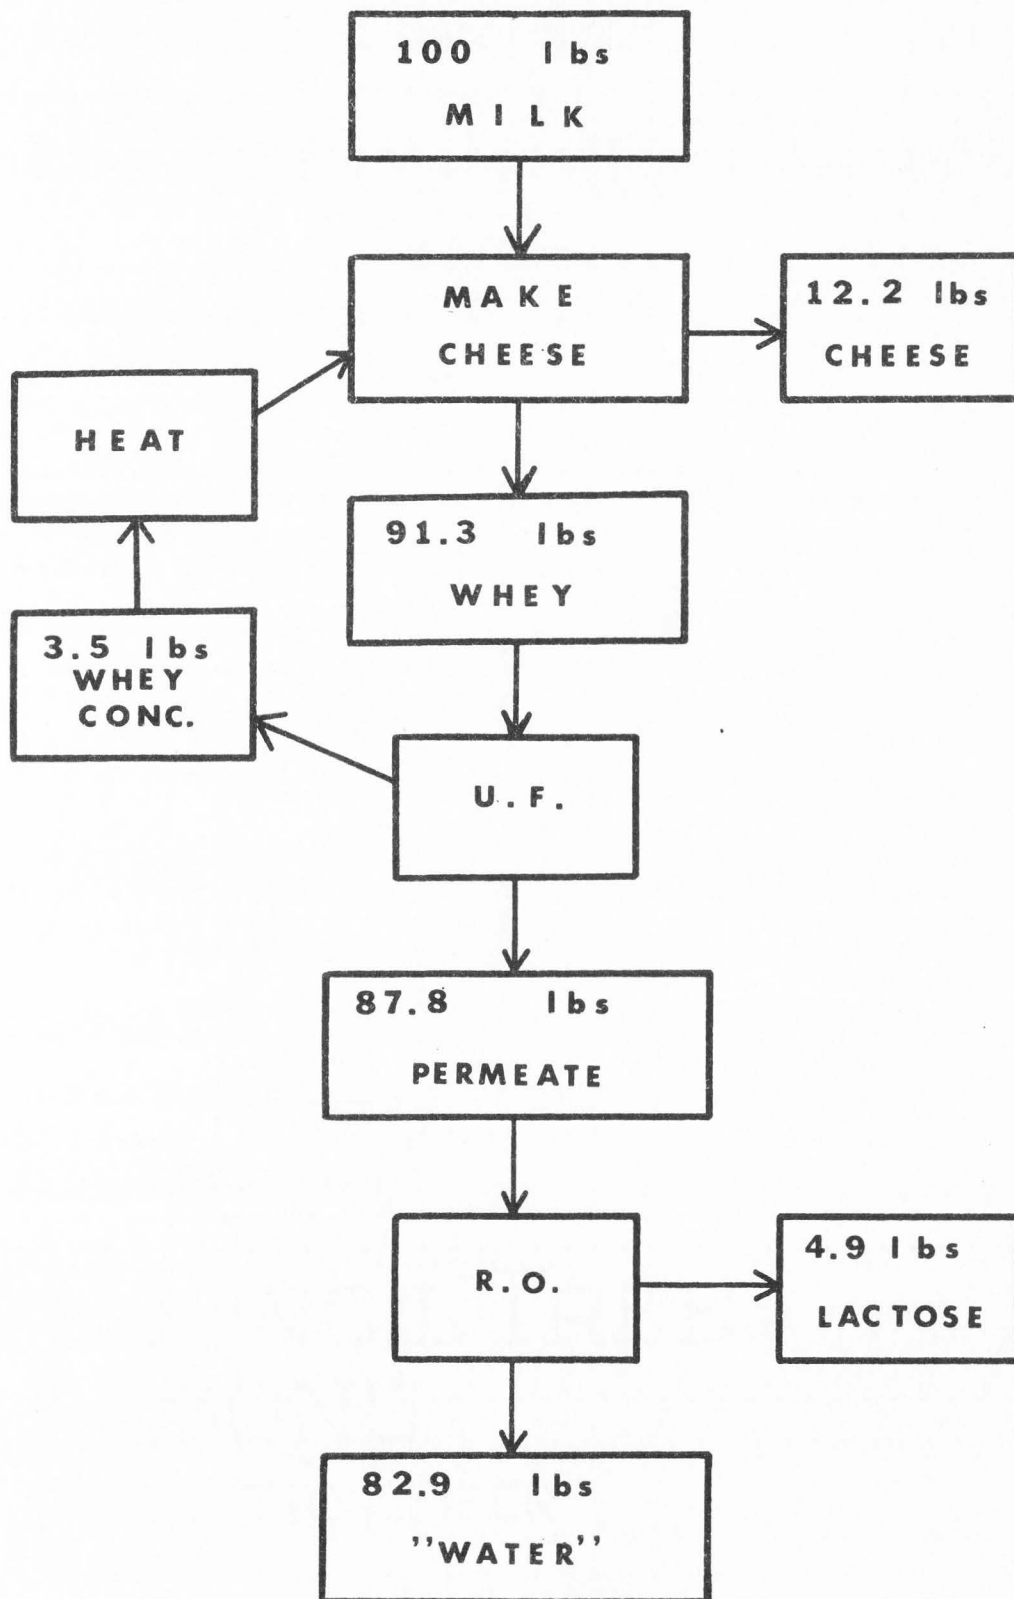 100 lbs
MILK
MAKE
CHEESE
12.2 lbs
CHEESE
HEAT
91.3 lbs
WHEY
3.5 lbs
WHEY
CONC.
U.F.
87.8 lbs
PERMEATE
R.O.
4.9 lbs
LACTOSE
82.9 lbs
"WATER"